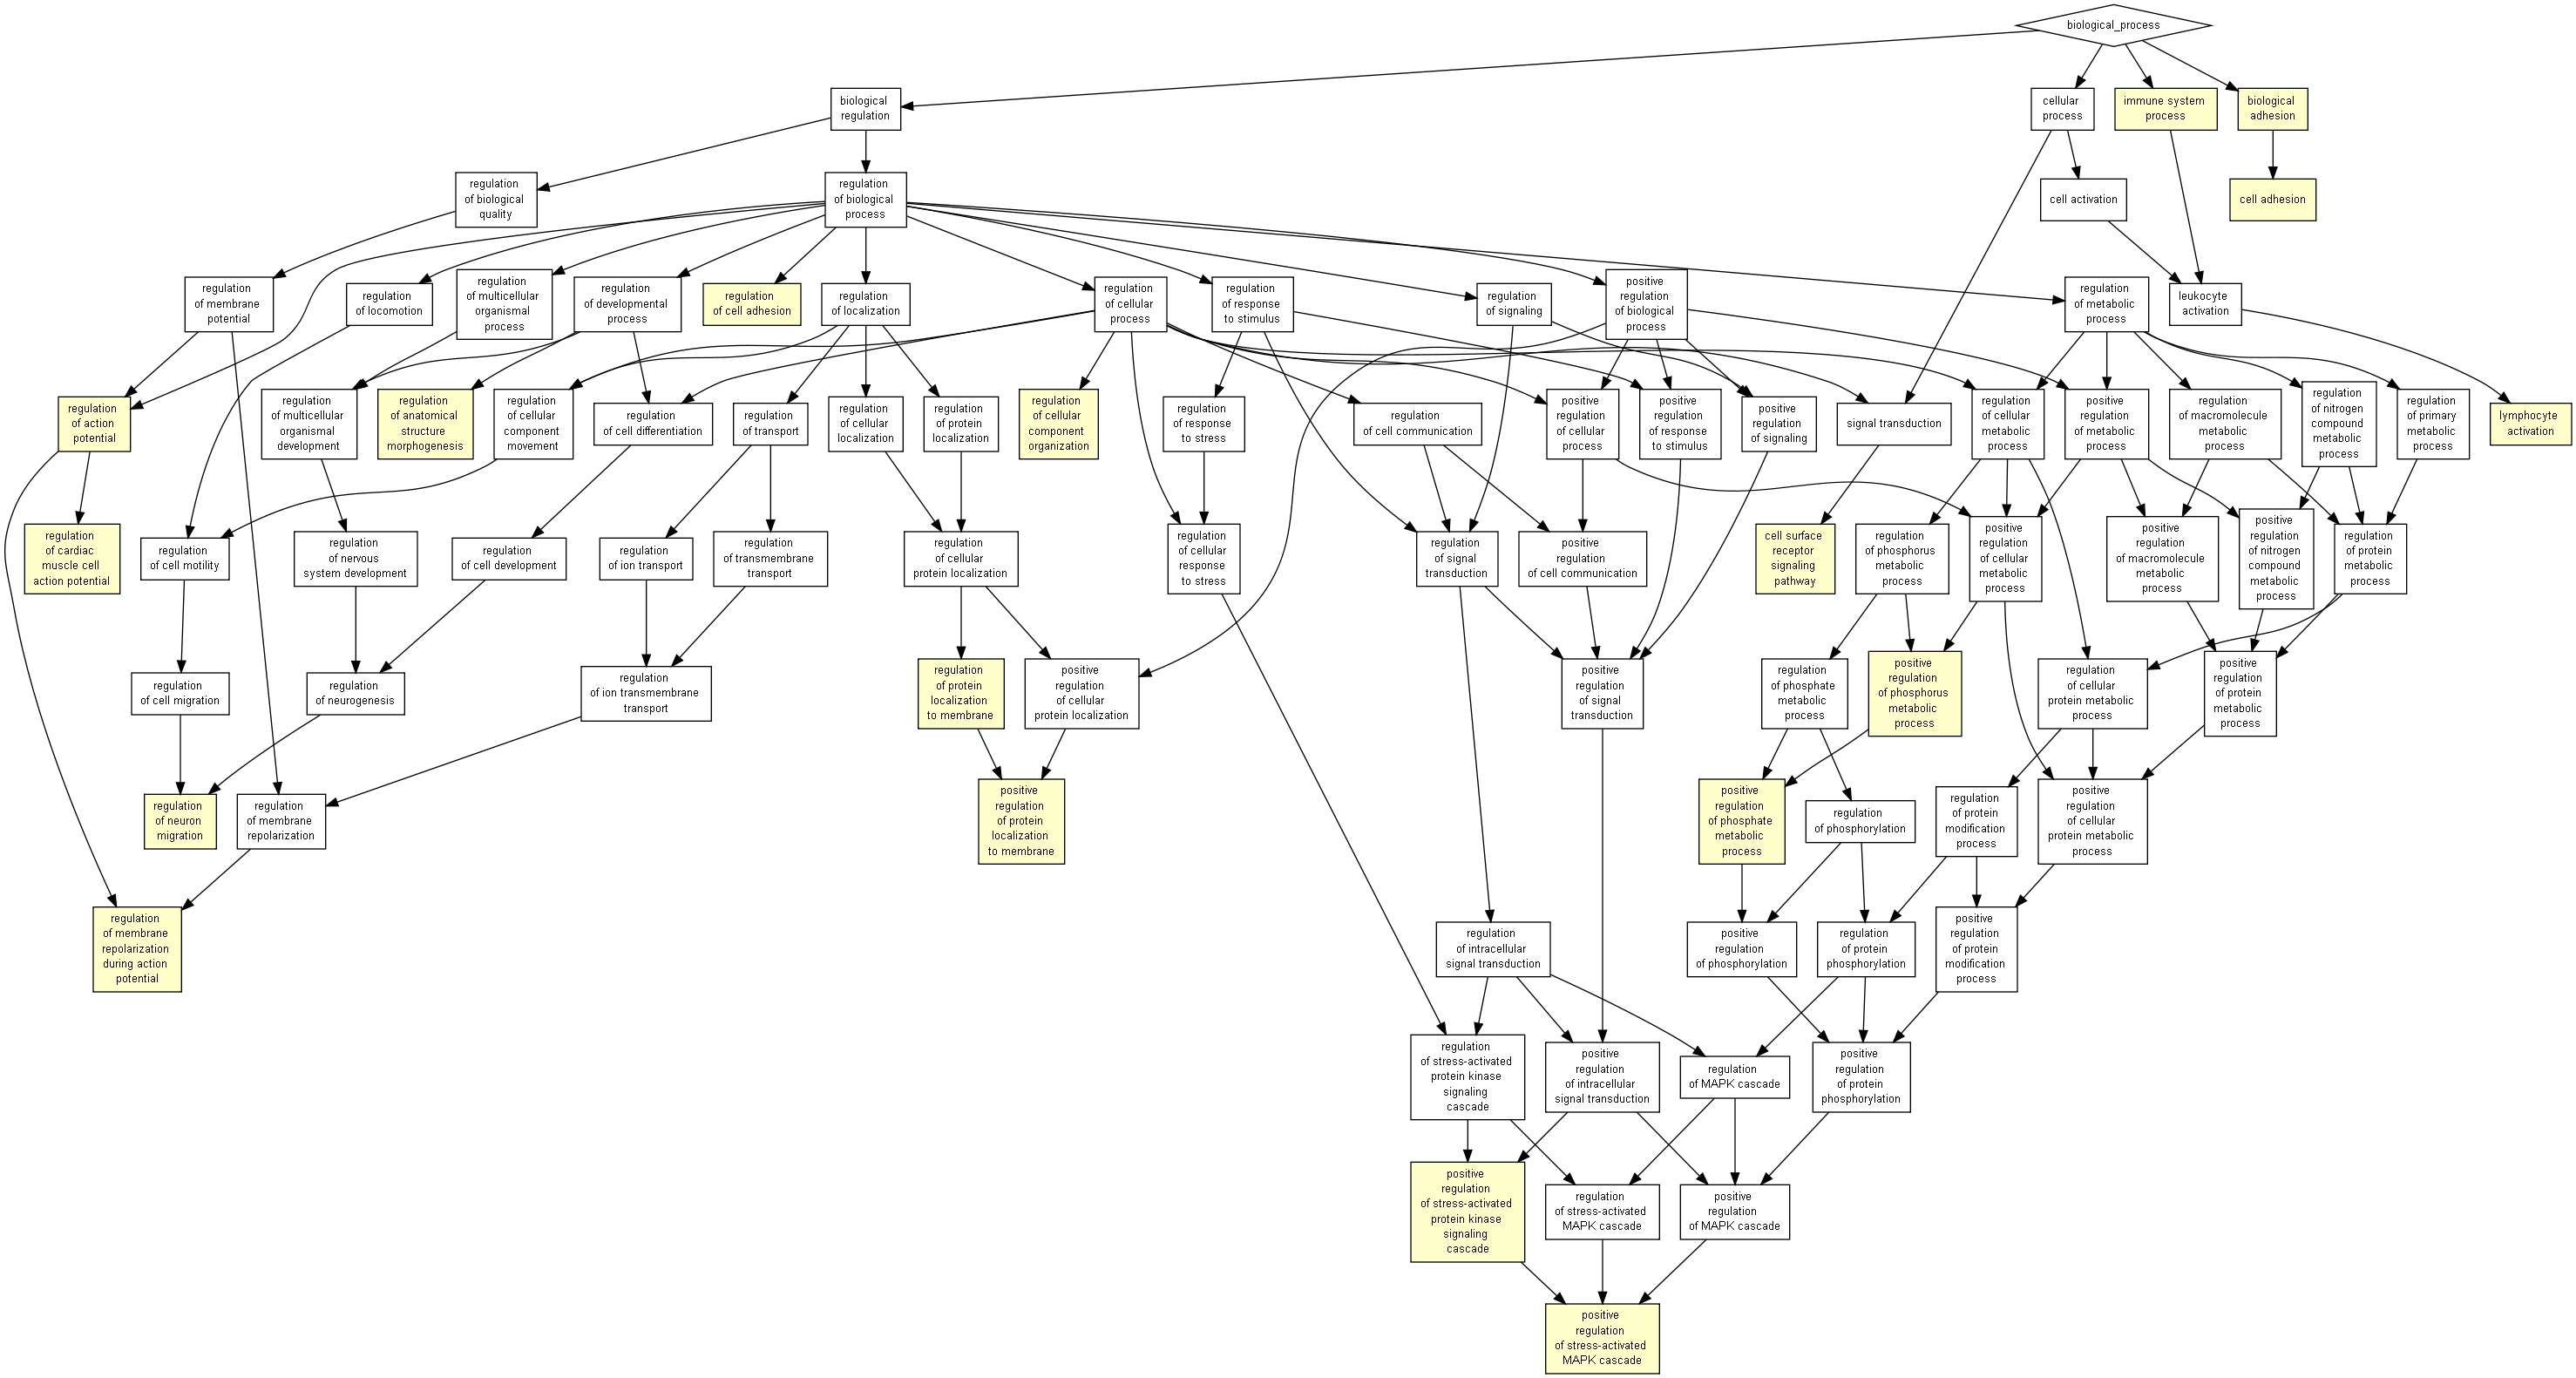 biological_process
biological
regulation
cellular
process
immune system
process
biological
adhesion
regulation
of biological
quality
regulation
of biological
process
cell activation
cell adhesion
regulation
of membrane
potential
regulation
of locomotion
regulation
of multicellular
organismal
process
regulation
of developmental
process
regulation
of cell adhesion
regulation
of localization
regulation
of cellular
process
regulation
of response
to stimulus
regulation
of signaling
positive
regulation
of biological
process
regulation
of metabolic
process
leukocyte
activation
regulation
of action
potential
regulation
of multicellular
organismal
development
regulation
of anatomical
structure
morphogenesis
regulation
of cellular
component
movement
regulation
of cell differentiation
regulation
of transport
regulation
of cellular
localization
regulation
of protein
localization
regulation
of cellular
component
organization
regulation
of response
to stress
regulation
of cell communication
positive
regulation
of cellular
process
positive
regulation
of response
to stimulus
positive
regulation
of signaling
signal transduction
regulation
of cellular
metabolic
process
positive
regulation
of metabolic
process
regulation
of macromolecule
metabolic
process
regulation
of nitrogen
compound
metabolic
process
regulation
of primary
metabolic
process
lymphocyte
activation
regulation
of cardiac
muscle cell
action potential
regulation
of cell motility
regulation
of nervous
system development
regulation
of cell development
regulation
of ion transport
regulation
of transmembrane
transport
regulation
of cellular
protein localization
regulation
of cellular
response
to stress
regulation
of signal
transduction
positive
regulation
of cell communication
cell surface
receptor
signaling
pathway
regulation
of phosphorus
metabolic
process
positive
regulation
of cellular
metabolic
process
positive
regulation
of macromolecule
metabolic
process
positive
regulation
of nitrogen
compound
metabolic
process
regulation
of protein
metabolic
process
regulation
of cell migration
regulation
of neurogenesis
regulation
of ion transmembrane
transport
regulation
of protein
localization
to membrane
positive
regulation
of cellular
protein localization
positive
regulation
of signal
transduction
regulation
of phosphate
metabolic
process
positive
regulation
of phosphorus
metabolic
process
regulation
of cellular
protein metabolic
process
positive
regulation
of protein
metabolic
process
regulation
of neuron
migration
regulation
of membrane
repolarization
positive
regulation
of protein
localization
to membrane
positive
regulation
of phosphate
metabolic
process
regulation
of phosphorylation
regulation
of protein
modification
process
positive
regulation
of cellular
protein metabolic
process
regulation
of membrane
repolarization
during action
potential
regulation
of intracellular
signal transduction
positive
regulation
of phosphorylation
regulation
of protein
phosphorylation
positive
regulation
of protein
modification
process
regulation
of stress-activated
protein kinase
signaling
cascade
positive
regulation
of intracellular
signal transduction
regulation
of MAPK cascade
positive
regulation
of protein
phosphorylation
positive
regulation
of stress-activated
protein kinase
signaling
cascade
regulation
of stress-activated
MAPK cascade
positive
regulation
of MAPK cascade
positive
regulation
of stress-activated
MAPK cascade